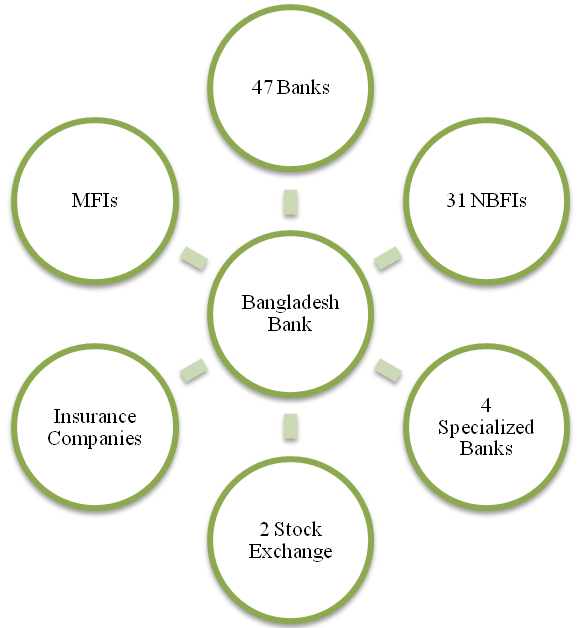 47 Banks
MFIs
31 NBFIs
Bangladesh
Bank
Insurance
Companies
4
Specialized
Banks
2 Stock
Exchange